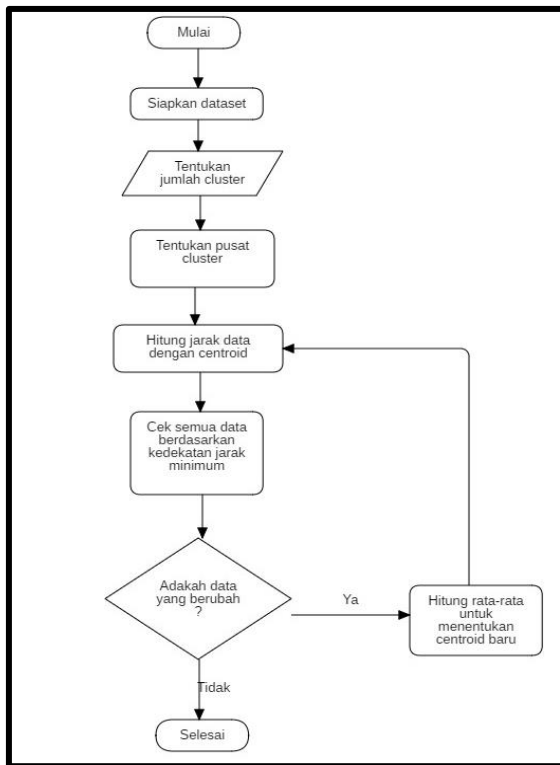 Mulai
Siapkan dataset
Tentukan
jumlah cluster
Tentukan pusat
cluster
Hitung jarak data
dengan centroid
Cek semua data
berdasarkan
kedekatan jarak
minimum
Adakah data
yang berubah
?
Ya
Hitung rata-rata
untuk
menentukan
centroid baru
Tidak
Selesai